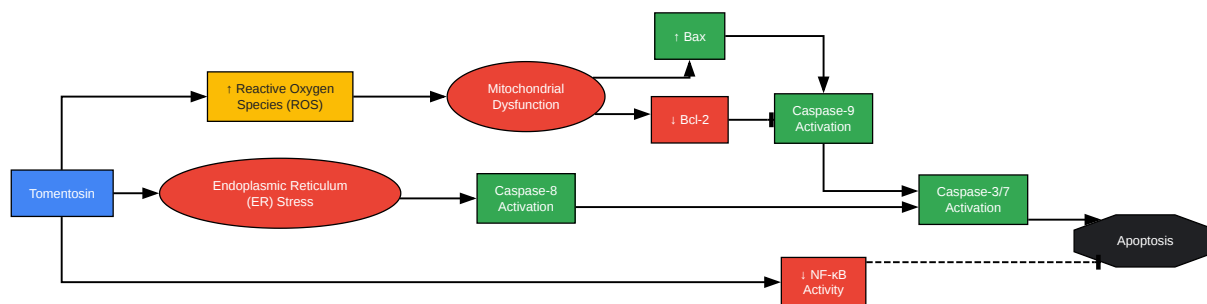 ↑ Bax
↑ Reactive Oxygen
Species (ROS)
Mitochondrial
Dysfunction
↓ Bcl-2
Caspase-9
Activation
Tomentosin
Endoplasmic Reticulum
(ER) Stress
Caspase-8
Activation
Caspase-3/7
Activation
Apoptosis
↓ NF-κB
Activity